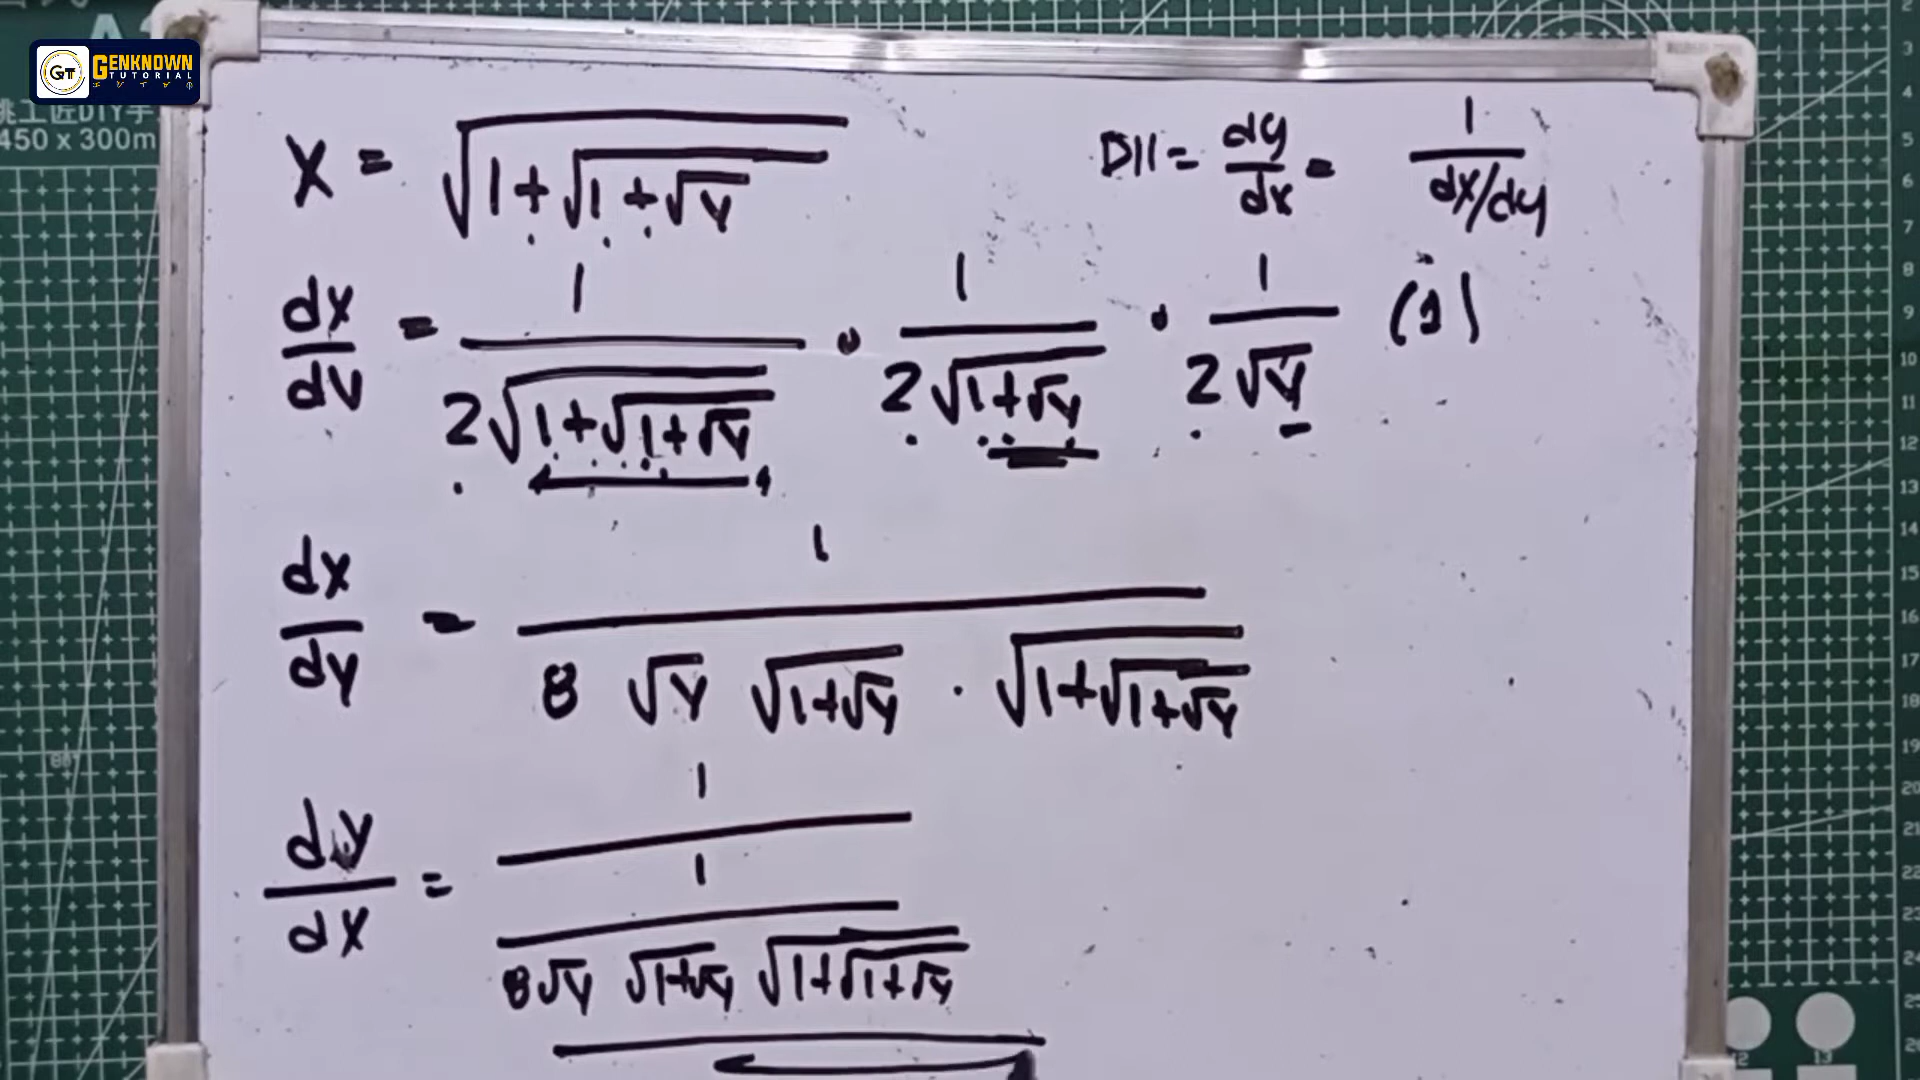 GENKNOWN
TUTORIAL
450 x 300m
x = √(1+√(1+√y))
D11 = dy/dx = 1/(dx/dy)
dx/dy = 1/(2√(1+√(1+√y))) · 1/(2√(1+√y)) · 1/(2√y) (1)
dx/dy = 1/(8 √y √(1+√y) · √(1+√(1+√y)))
dy/dx = 1/(1/(8√y √(1+√y) √(1+√(1+√y))))